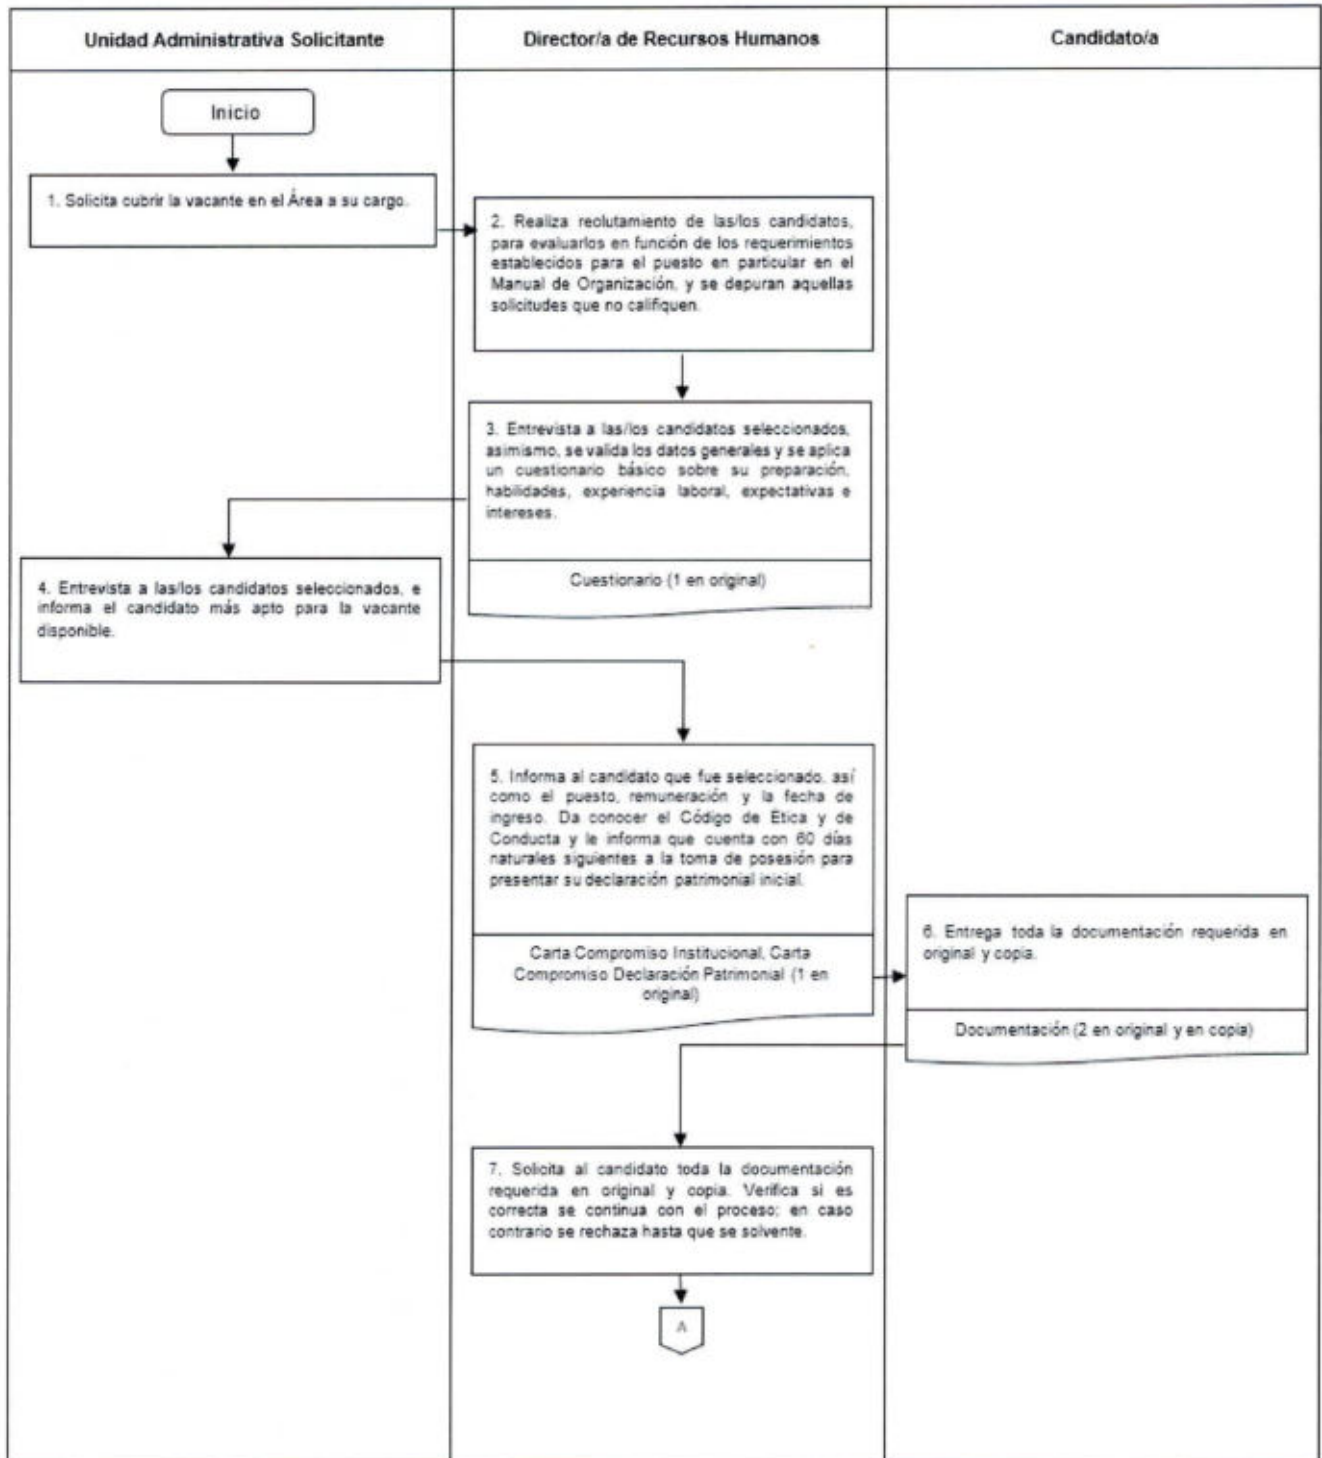 Unidad Administrativa Solicitante
Director/a de Recursos Humanos
Candidato/a
Inicio
1. Solicita cubrir la vacante en el Área a su cargo.
2. Realiza reolutamiento de las/los candidatos,
para evaluarlos en función de los requerimientos
establecidos para el puesto en particular en el
Manual de Organización, y se depuran aquellas
solicitudes que no califiquen.
3. Entrevista a las/los candidatos seleccionados,
asimismo, se valida los datos generales y se aplica
un cuestionario básico sobre su preparación,
habilidades, experiencia laboral, expectativas e
intereses.
Cuestionario (1 en original)
4. Entrevista a las/los candidatos seleccionados, e
informa el candidato más apto para la vacante
disponible.
5. Informa al candidato que fue seleccionado, así
como el puesto, remuneración y la fecha de
ingreso. Da conocer el Código de Etica y de
Conducta y le informa que cuenta con 60 días
naturales siguientes a la toma de posesión para
presentar su declaración patrimonial inicial.
Carta Compromiso Institucional, Carta
Compromiso Declaración Patrimonial (1 en
original)
6. Entrega toda la documentación requerida en
original y copia.
Documentación (2 en original y en copia)
7. Solicita al candidato toda la documentación
requerida en original y copia. Verifica si es
correcta se continua con el proceso; en caso
contrario se rechaza hasta que se solvente.
A